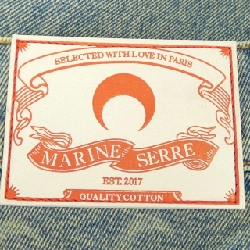 SELECTED WITH LOVE IN PARIS
MARINE SERRE
EST. 2017
QUALITY COTTON